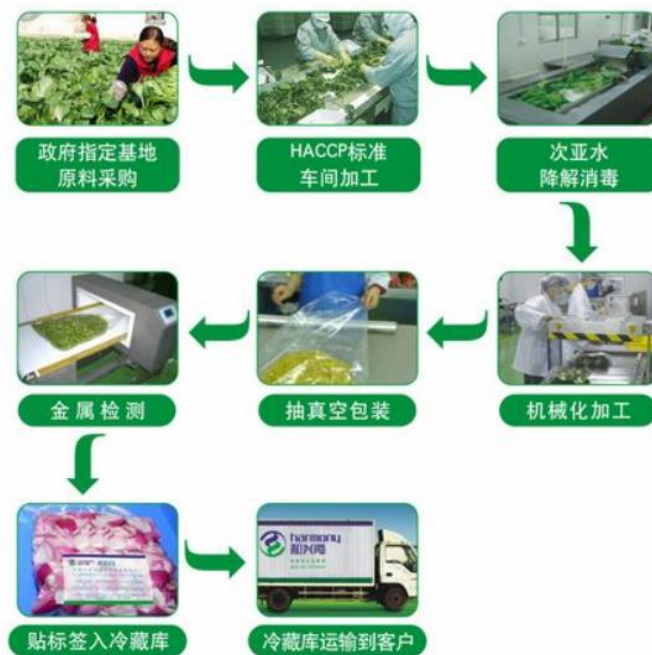 政府指定基地
原料采购
HACCP标准
车间加工
次亚水
降解消毒
机械化加工
抽真空包装
金属检测
贴标签入冷藏库
harmony
冷藏库运输到客户